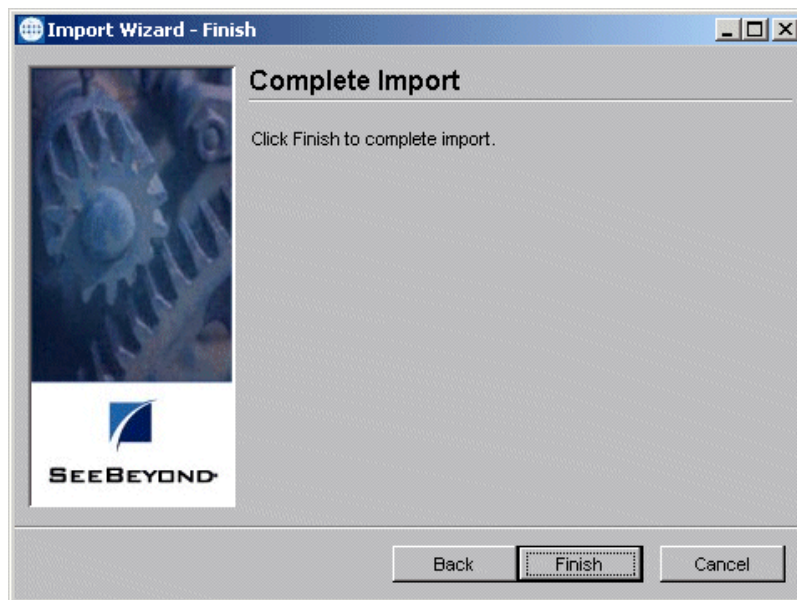 Import Wizard - Finish
Complete Import
Click Finish to complete import.
SEEBEYOND
Back
Finish
Cancel